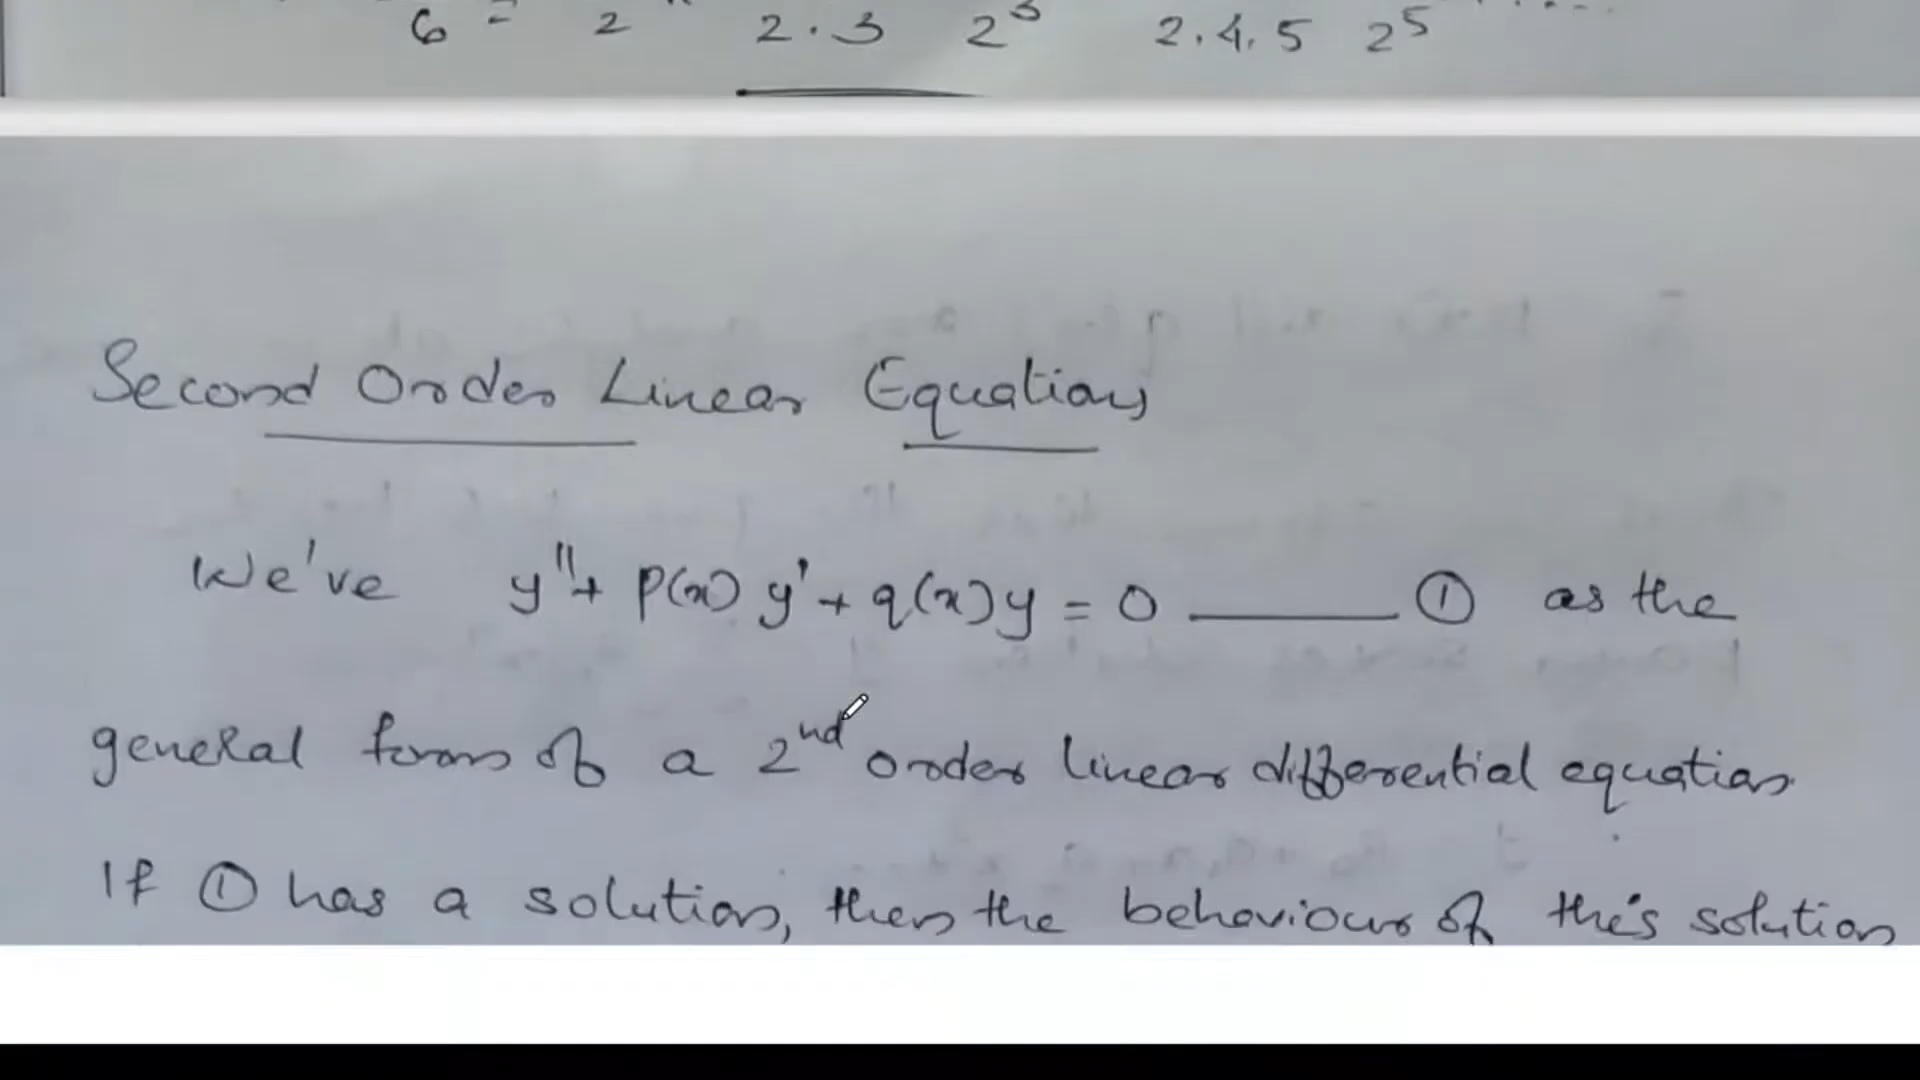 6 = 2 2.3 2³ 2.4.5 2⁵ ....
Second Order Linear Equations
We've y''+ p(x) y' + q(x)y = 0 ——— ① as the
general form of a 2nd order linear differential equation
If ① has a solution, then the behaviour of this solution